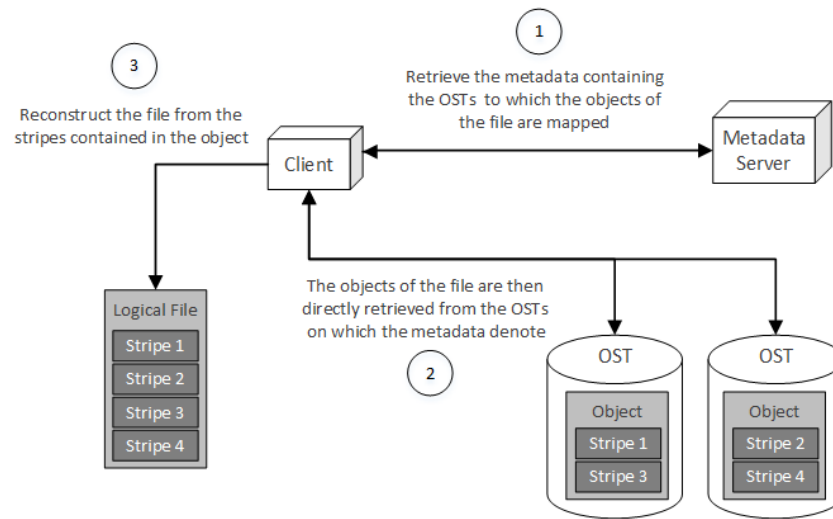 1
Retrieve the metadata containing
the OSTs to which the objects of
the file are mapped
3
Reconstruct the file from the
stripes contained in the object
Client
Metadata
Server
The objects of the file are then
directly retrieved from the OSTs
on which the metadata denote
2
Logical File
Stripe 1
Stripe 2
Stripe 3
Stripe 4
OST
Object
Stripe 1
Stripe 3
OST
Object
Stripe 2
Stripe 4